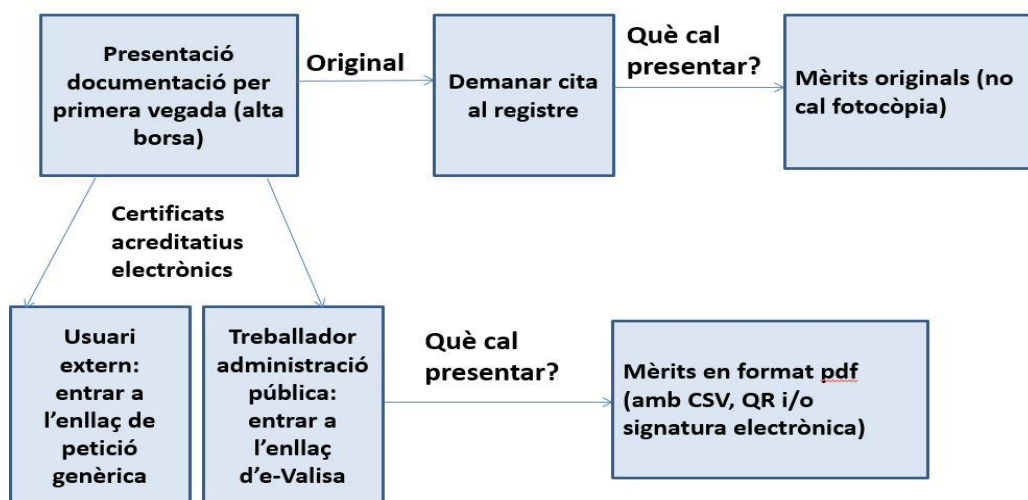 Presentació
documentació per
primera vegada (alta
borsa)
Original
Demanar cita
al registre
Què cal
presentar?
Mèrits originals (no
cal fotocòpia)
Certificats
acreditatius
electrònics
Usuari
extern:
entrar a
l'enllaç de
petició
genèrica
Treballador
administració
pública:
entrar a
l'enllaç
d'e-Valisa
Què cal
presentar?
Mèrits en format pdf
(amb CSV, QR i/o
signatura electrònica)